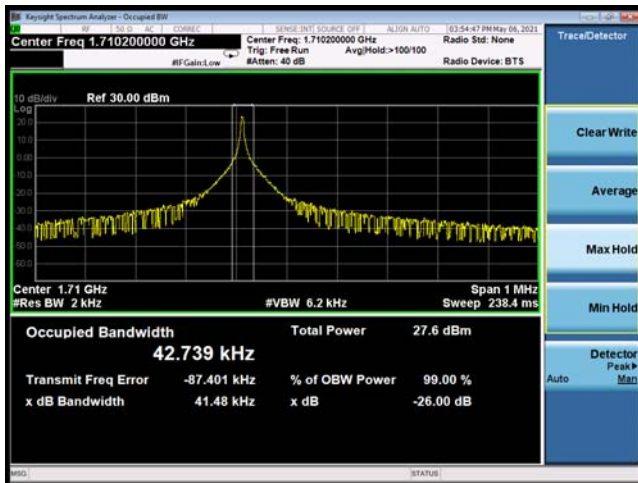 Keysight Spectrum Analyzer - Occupied BW
RF 50 Ω AC CORREC SENSE:INT SOURCE OFF ALIGN AUTO 03:54:47 PM May 06, 2021
Center Freq 1.710200000 GHz
Center Freq: 1.710200000 GHz
Radio Std: None
Trig: Free Run Avg|Hold:>100/100
#IFGain:Low #Atten: 40 dB Radio Device: BTS
Trace/Detector
10 dB/div Ref 30.00 dBm
Log
20.0
10.0
0.00
-10.0
-20.0
-30.0
-40.0
-50.0
-60.0
Clear Write
Average
Max Hold
Min Hold
Detector
Peak▶
Auto Man
Center 1.71 GHz Span 1 MHz
#Res BW 2 kHz #VBW 6.2 kHz Sweep 238.4 ms
Occupied Bandwidth Total Power 27.6 dBm
42.739 kHz
Transmit Freq Error -87.401 kHz % of OBW Power 99.00 %
x dB Bandwidth 41.48 kHz x dB -26.00 dB
MSG STATUS